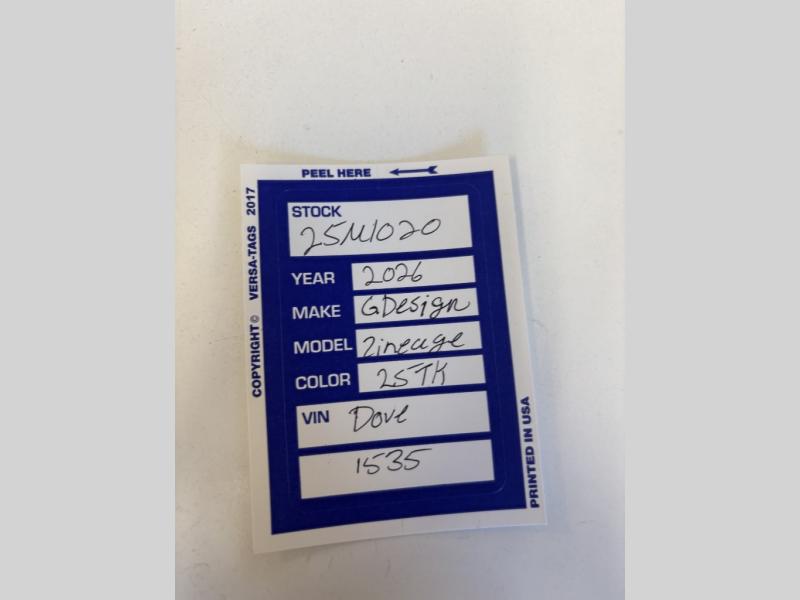 PEEL HERE
COPYRIGHT © VERSA-TAGS 2017
STOCK
25M1020
YEAR 2026
MAKE GDesign
MODEL Lineage
COLOR 25TK
VIN Dove
1535
PRINTED IN USA